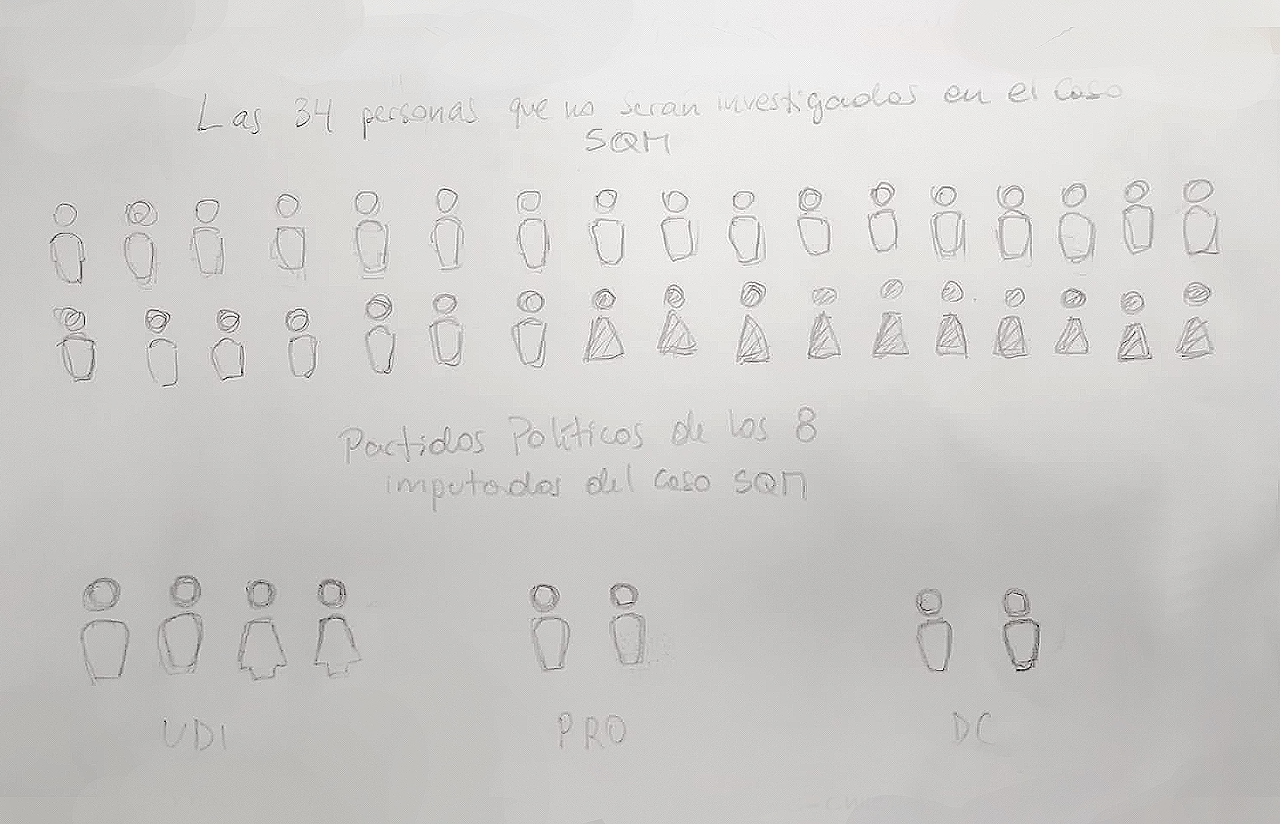 Las 34 personas que no seran investigados en el Caso
SQM
Partidos Políticos de los 8
imputados del caso SQM
UDI PRO DC